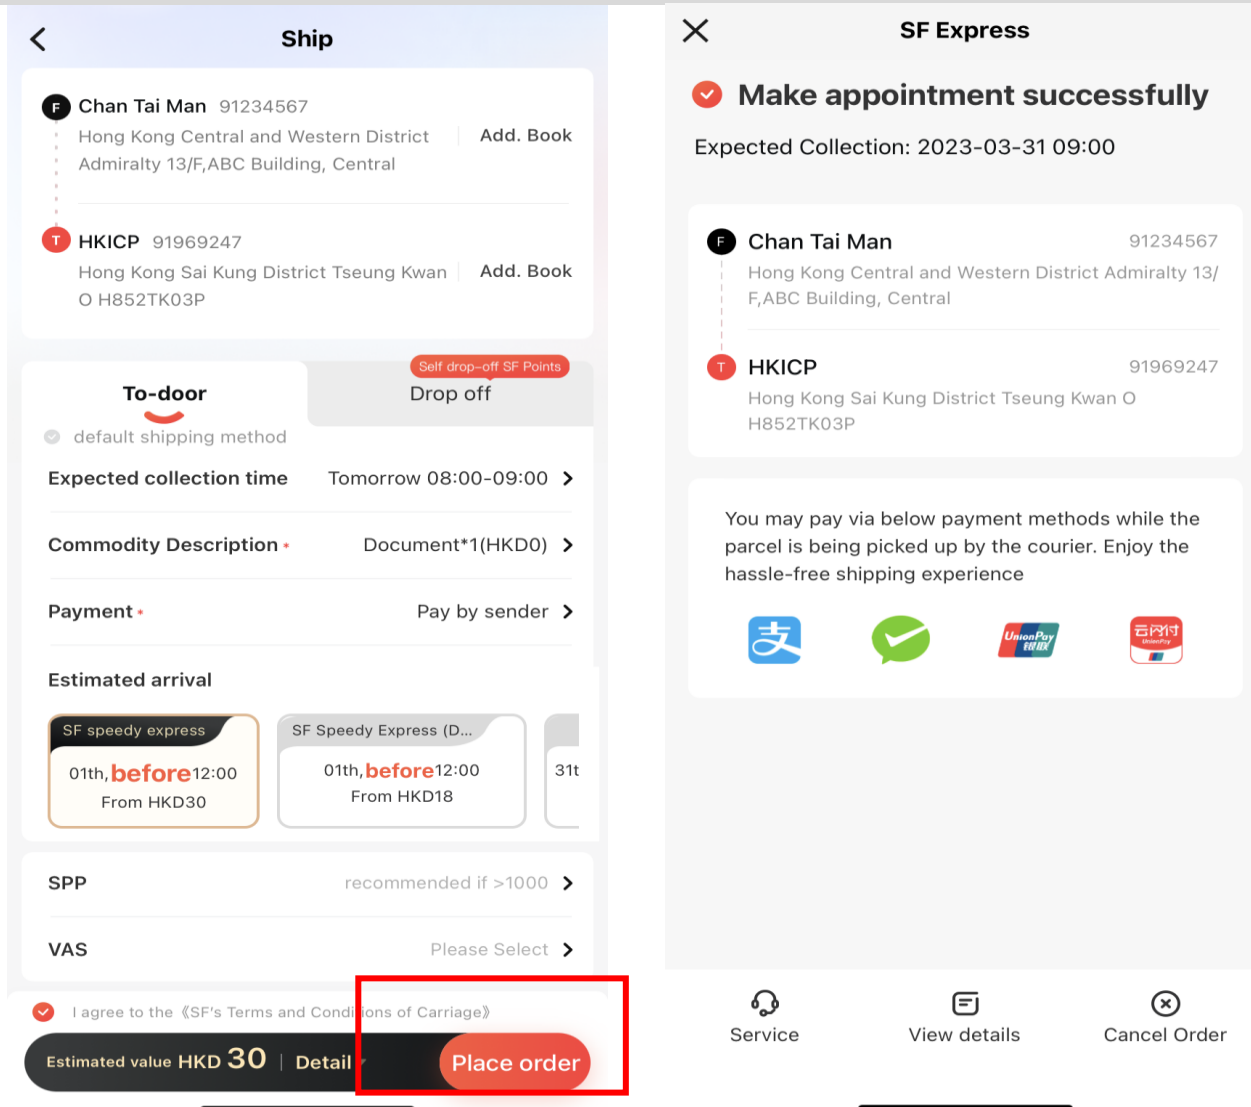 Ship
F Chan Tai Man 91234567
Hong Kong Central and Western District
Admiralty 13/F,ABC Building, Central
Add. Book
T HKICP 91969247
Hong Kong Sai Kung District Tseung Kwan
O H852TK03P
Add. Book
Self drop-off SF Points
To-door
Drop off
default shipping method
Expected collection time Tomorrow 08:00-09:00
Commodity Description * Document*1(HKD0)
Payment * Pay by sender
Estimated arrival
SF speedy express
01th,before12:00
From HKD30
SF Speedy Express (D...
01th,before12:00
From HKD18
31t
SPP recommended if >1000
VAS Please Select
I agree to the 《SF's Terms and Conditions of Carriage》
Estimated value HKD 30 | Detail
Place order
SF Express
Make appointment successfully
Expected Collection: 2023-03-31 09:00
F Chan Tai Man 91234567
Hong Kong Central and Western District Admiralty 13/
F,ABC Building, Central
T HKICP 91969247
Hong Kong Sai Kung District Tseung Kwan O
H852TK03P
You may pay via below payment methods while the
parcel is being picked up by the courier. Enjoy the
hassle-free shipping experience
支
UnionPay
银联
云闪付
UnionPay
Service
View details
Cancel Order